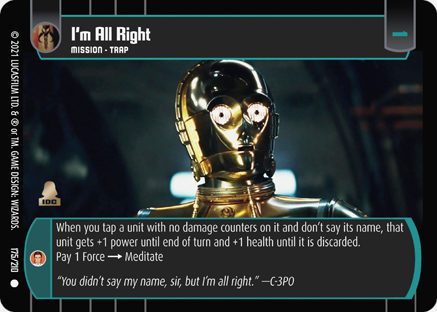 I'm All Right
MISSION • TRAP
When you tap a unit with no damage counters on it and don't say its name, that
unit gets +1 power until end of turn and +1 health until it is discarded.
Pay 1 Force → Meditate
"You didn't say my name, sir, but I'm all right." —C-3PO
© 2021 LUCASFILM LTD. & ® or TM. GAME DESIGN: WIZARDS.
175/210
IDC